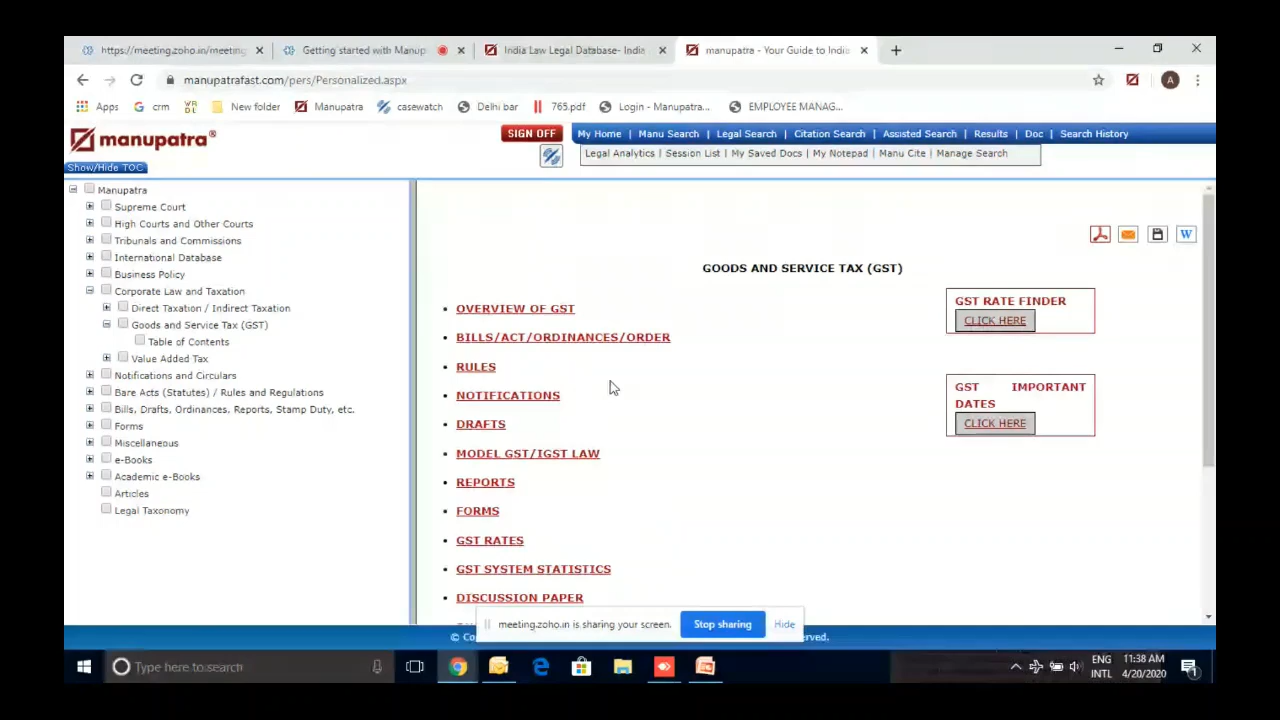 https://meeting.zoho.in/meeting
Getting started with Manup
India Law Legal Database- India
manupatra - Your Guide to India
manupatrafast.com/pers/Personalized.aspx
A
Apps
crm
New folder
Manupatra
casewatch
Delhi bar
765.pdf
Login - Manupatra...
EMPLOYEE MANAG...
manupatra®
SIGN OFF
My Home | Manu Search | Legal Search | Citation Search | Assisted Search | Results | Doc | Search History
Legal Analytics | Session List | My Saved Docs | My Notepad | Manu Cite | Manage Search
Show/Hide TOC
Manupatra
Supreme Court
High Courts and Other Courts
Tribunals and Commissions
International Database
Business Policy
Corporate Law and Taxation
Direct Taxation / Indirect Taxation
Goods and Service Tax (GST)
Table of Contents
Value Added Tax
Notifications and Circulars
Bare Acts (Statutes) / Rules and Regulations
Bills, Drafts, Ordinances, Reports, Stamp Duty, etc.
Forms
Miscellaneous
e-Books
Academic e-Books
Articles
Legal Taxonomy
W
GOODS AND SERVICE TAX (GST)
OVERVIEW OF GST
BILLS/ACT/ORDINANCES/ORDER
RULES
NOTIFICATIONS
DRAFTS
MODEL GST/IGST LAW
REPORTS
FORMS
GST RATES
GST SYSTEM STATISTICS
DISCUSSION PAPER
GST RATE FINDER
CLICK HERE
GST IMPORTANT
DATES
CLICK HERE
meeting.zoho.in is sharing your screen.
Stop sharing
Hide
© Co
erved.
Type here to search
ENG
INTL
11:38 AM
4/20/2020
1